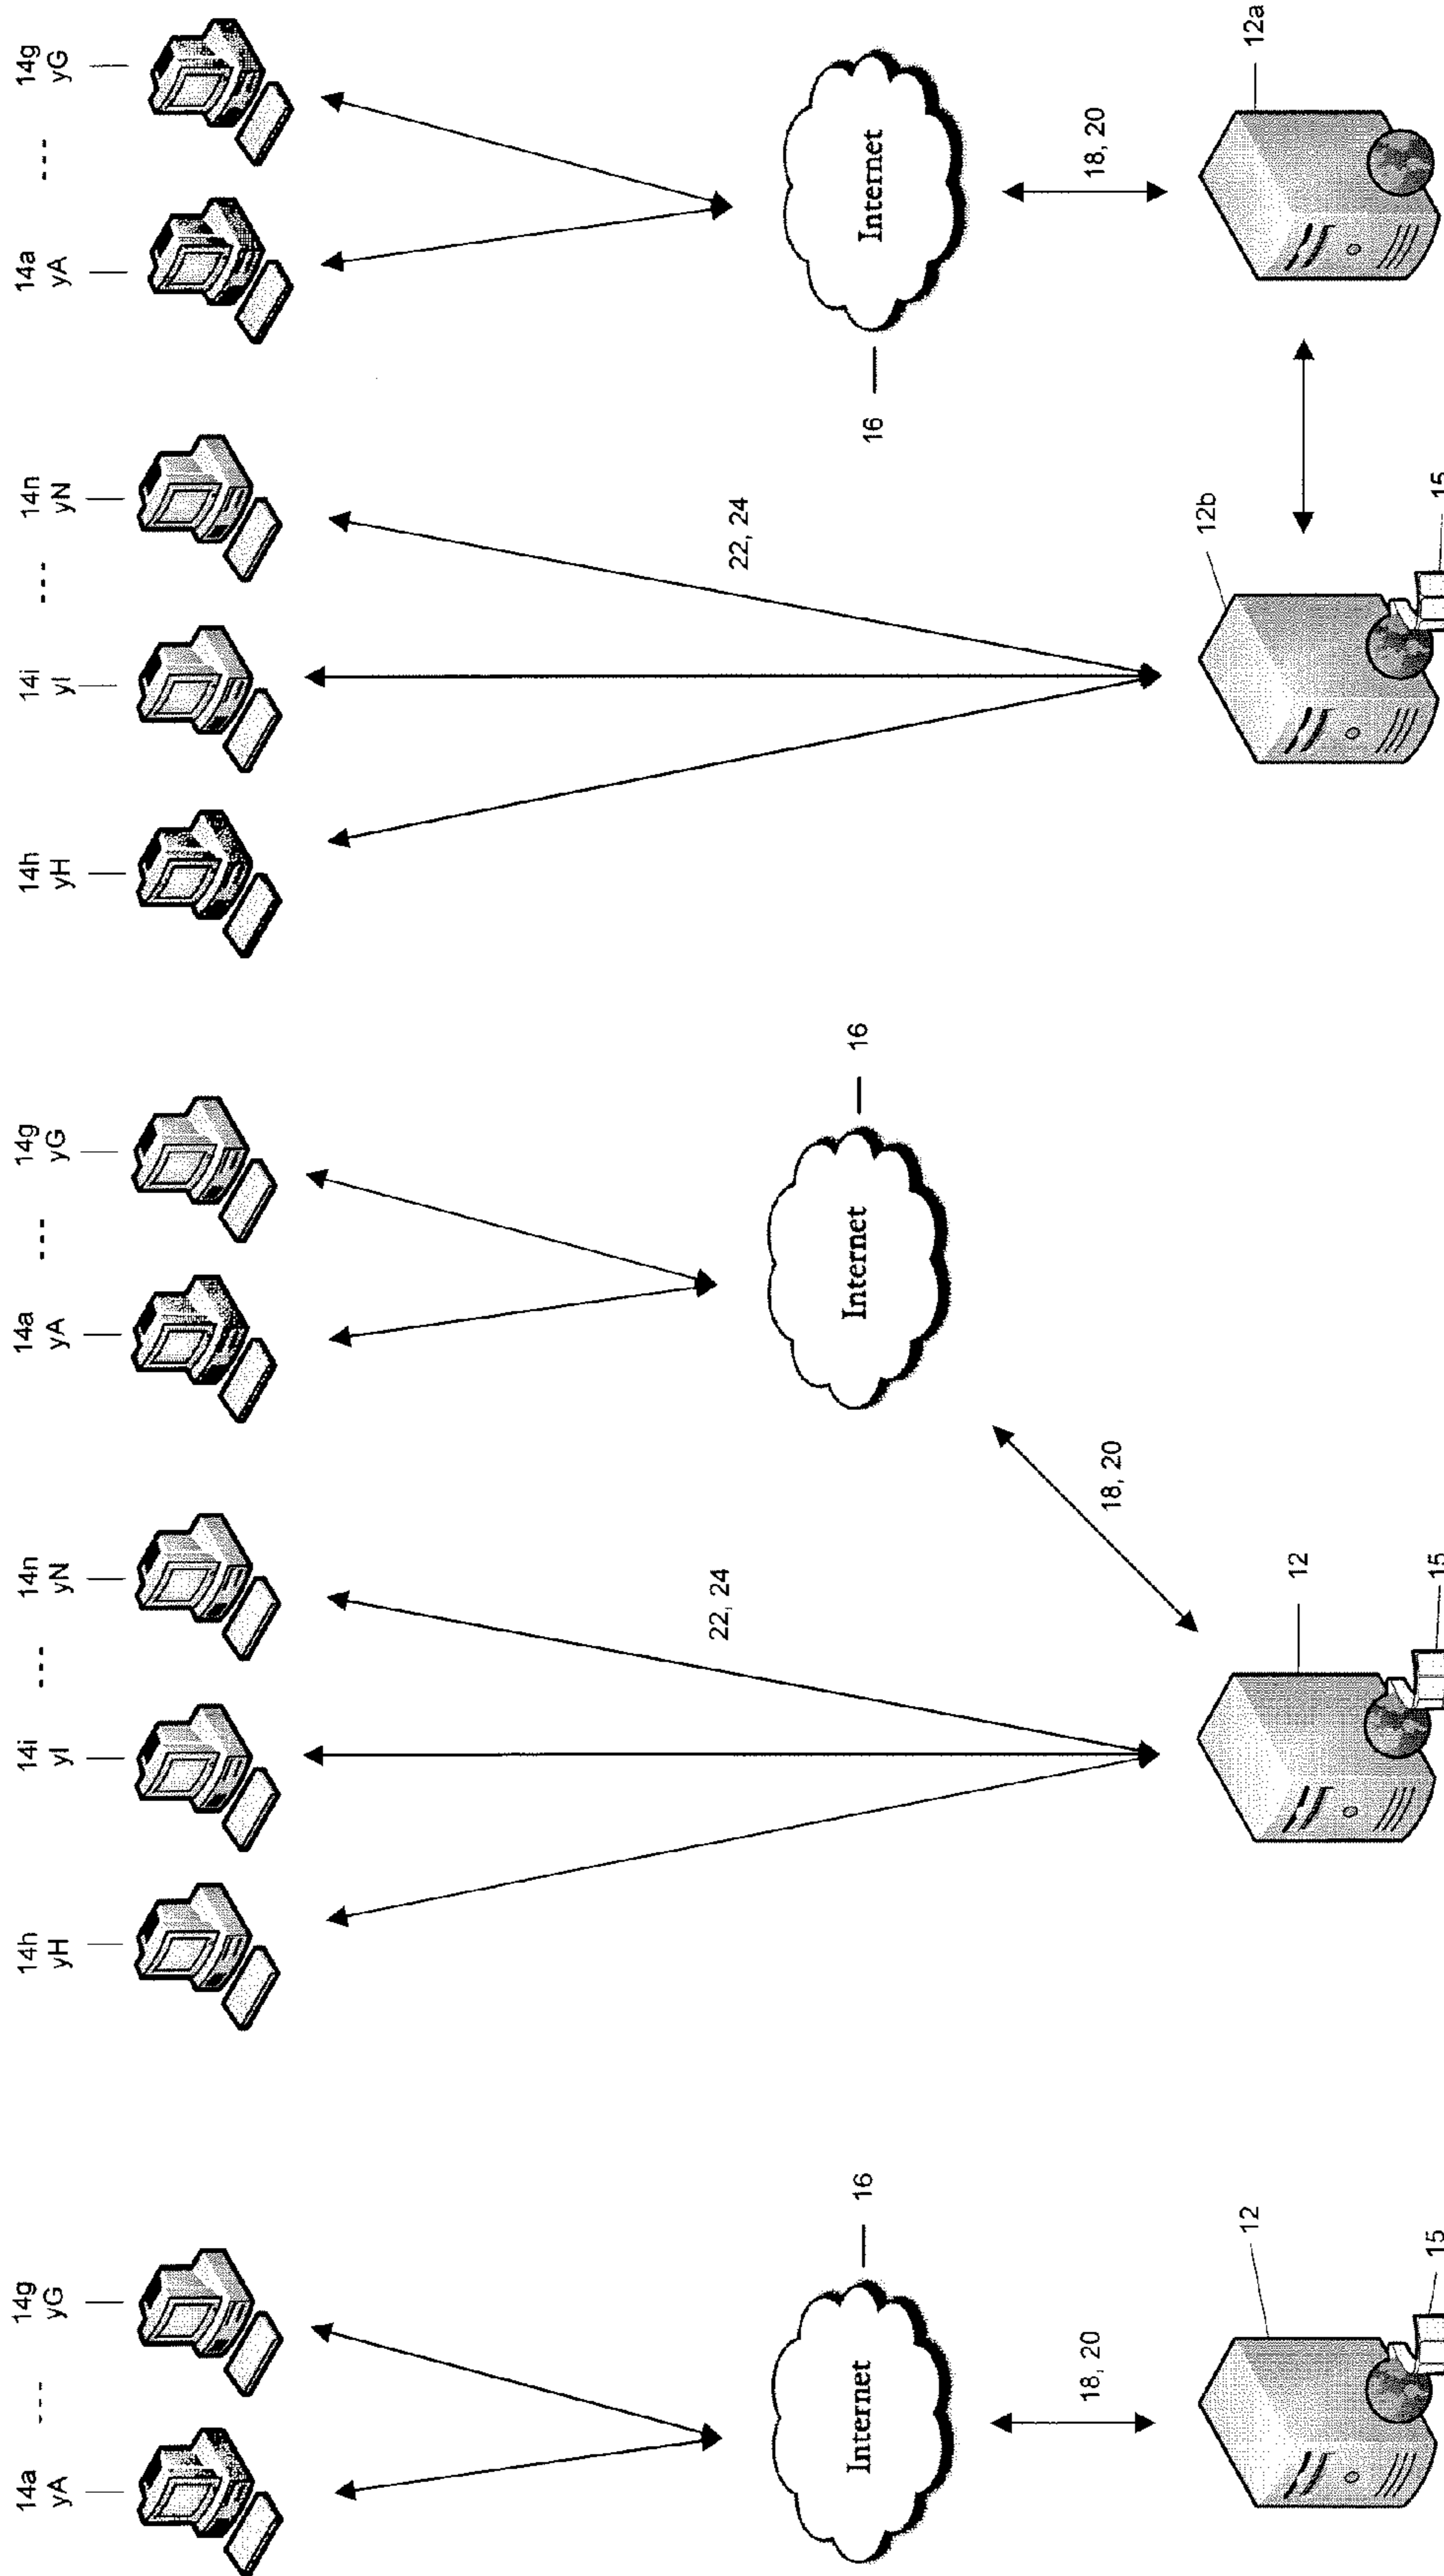 14a --- 14g
yA yG
Internet
16
18, 20
12
15
14h 14i --- 14n
yH yI yN
22, 24
14a --- 14g
yA yG
Internet
16
18, 20
12
15
14h 14i --- 14n
yH yI yN
22, 24
14a --- 14g
yA yG
16
Internet
18, 20
12b
12a
15